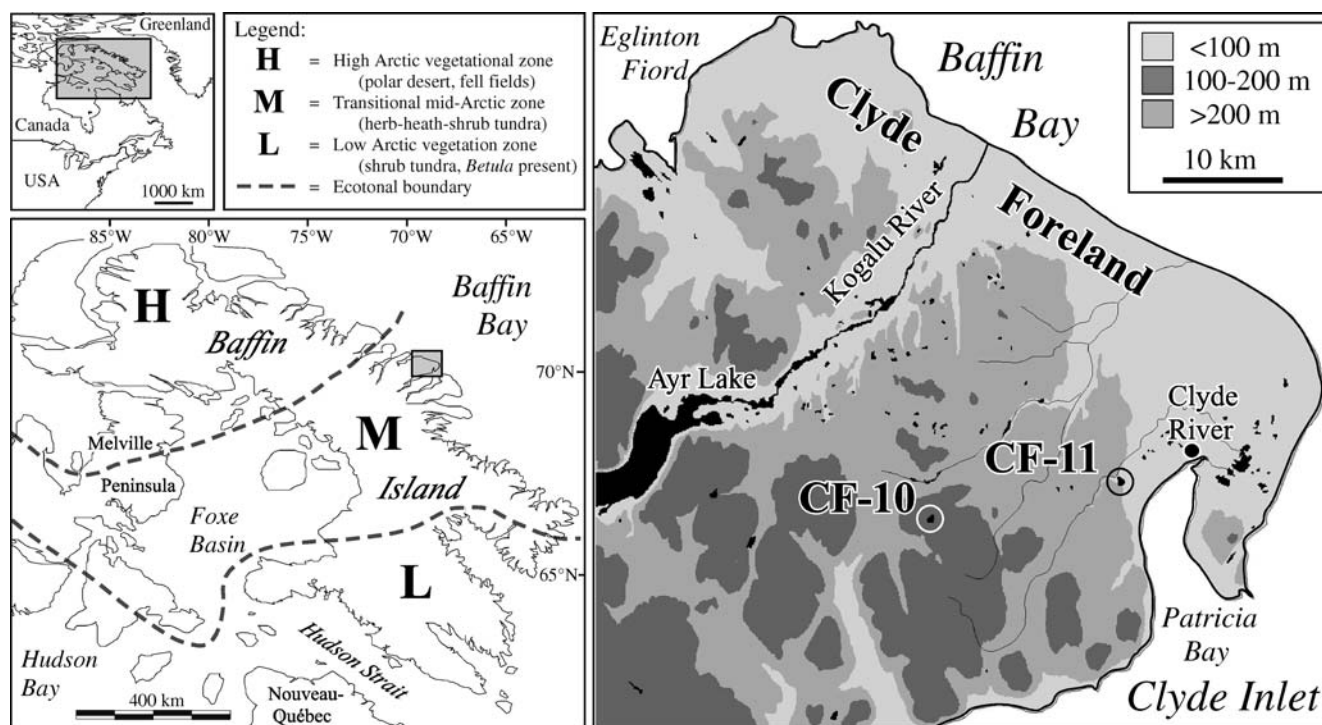 Greenland
Canada
USA
1000 km
Legend:
H = High Arctic vegetational zone
(polar desert, fell fields)
M = Transitional mid-Arctic zone
(herb-heath-shrub tundra)
L = Low Arctic vegetation zone
(shrub tundra, Betula present)
= Ecotonal boundary
85°W 80°W 75°W 70°W 65°W
H
Baffin
Bay
Baffin
70°N
M
Melville
Peninsula
Island
Foxe
Basin
L
65°N
Hudson Strait
Hudson
Bay
Nouveau-
Québec
400 km
Eglinton
Fiord
Baffin
Bay
<100 m
100-200 m
>200 m
10 km
Clyde
Foreland
Kogalu River
Ayr Lake
Clyde
River
CF-11
CF-10
Patricia
Bay
Clyde Inlet